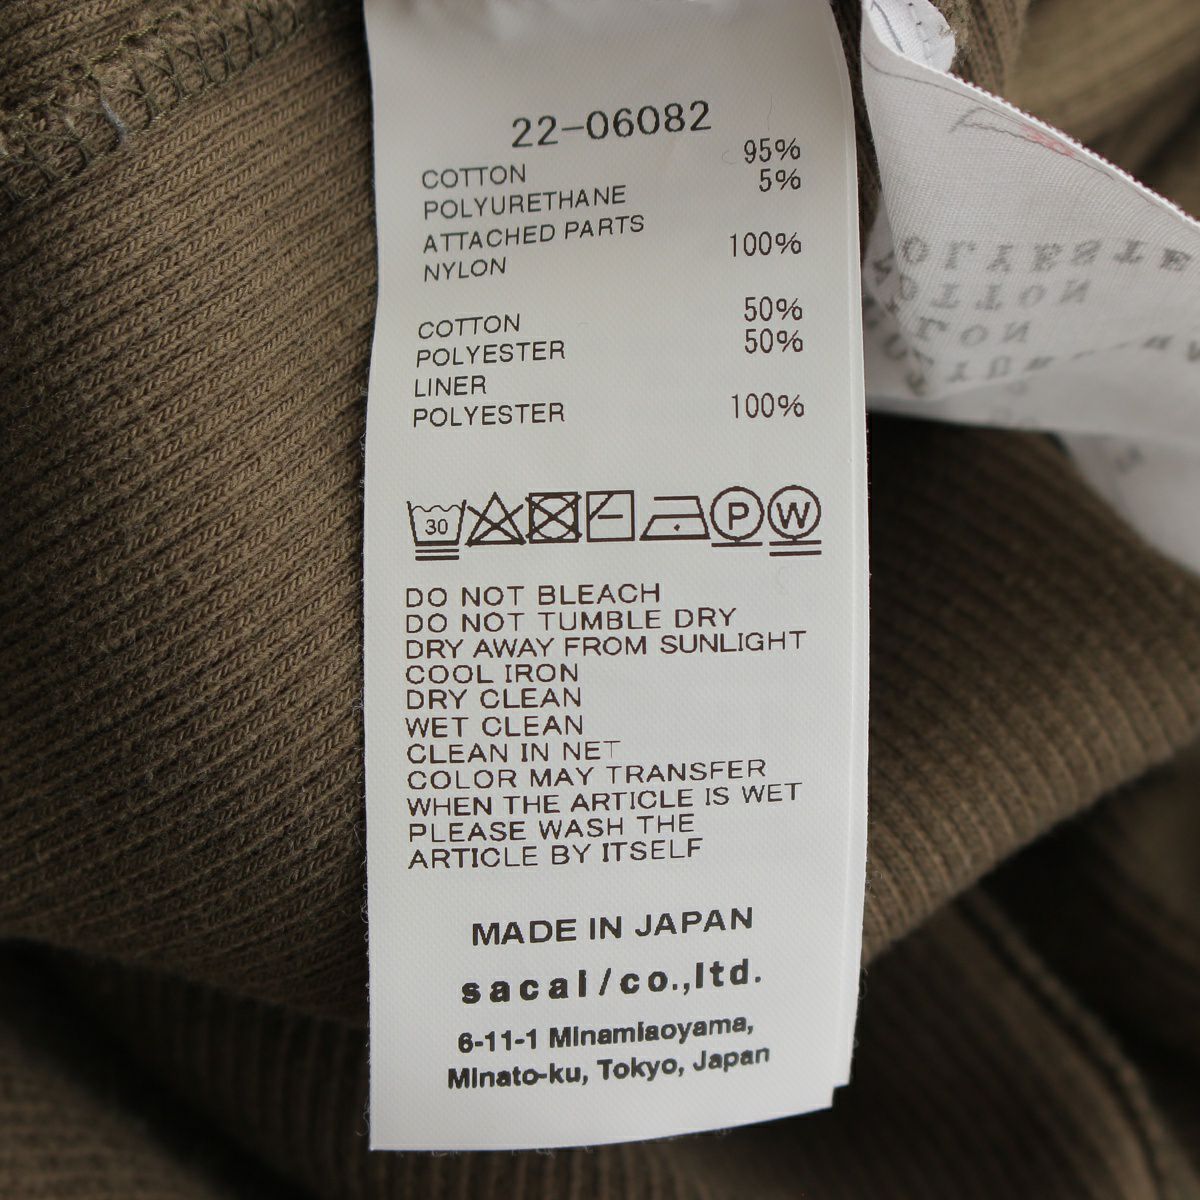 22-06082
COTTON 95%
POLYURETHANE 5%
ATTACHED PARTS
NYLON 100%
COTTON 50%
POLYESTER 50%
LINER
POLYESTER 100%
30 P W
DO NOT BLEACH
DO NOT TUMBLE DRY
DRY AWAY FROM SUNLIGHT
COOL IRON
DRY CLEAN
WET CLEAN
CLEAN IN NET
COLOR MAY TRANSFER
WHEN THE ARTICLE IS WET
PLEASE WASH THE
ARTICLE BY ITSELF
MADE IN JAPAN
sacai/co.,ltd.
6-11-1 Minamiaoyama,
Minato-ku, Tokyo, Japan